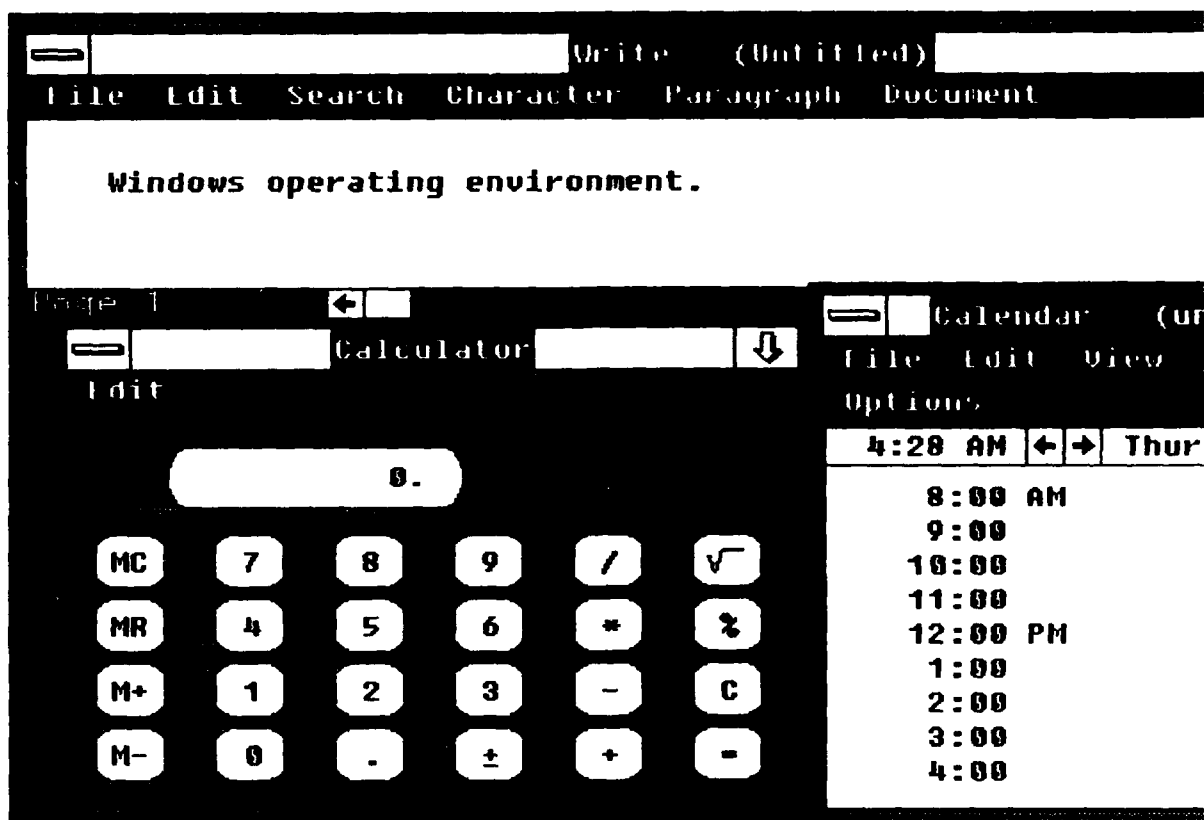 Write (Untitled)
File Edit Search Character Paragraph Document
Windows operating environment.
Page 1
Calculator
Edit
0.
MC 7 8 9 / √
MR 4 5 6 * %
M+ 1 2 3 - C
M- 0 . ± + =
Calendar (un
File Edit View
Options
4:28 AM Thur
8:00 AM
9:00
10:00
11:00
12:00 PM
1:00
2:00
3:00
4:00